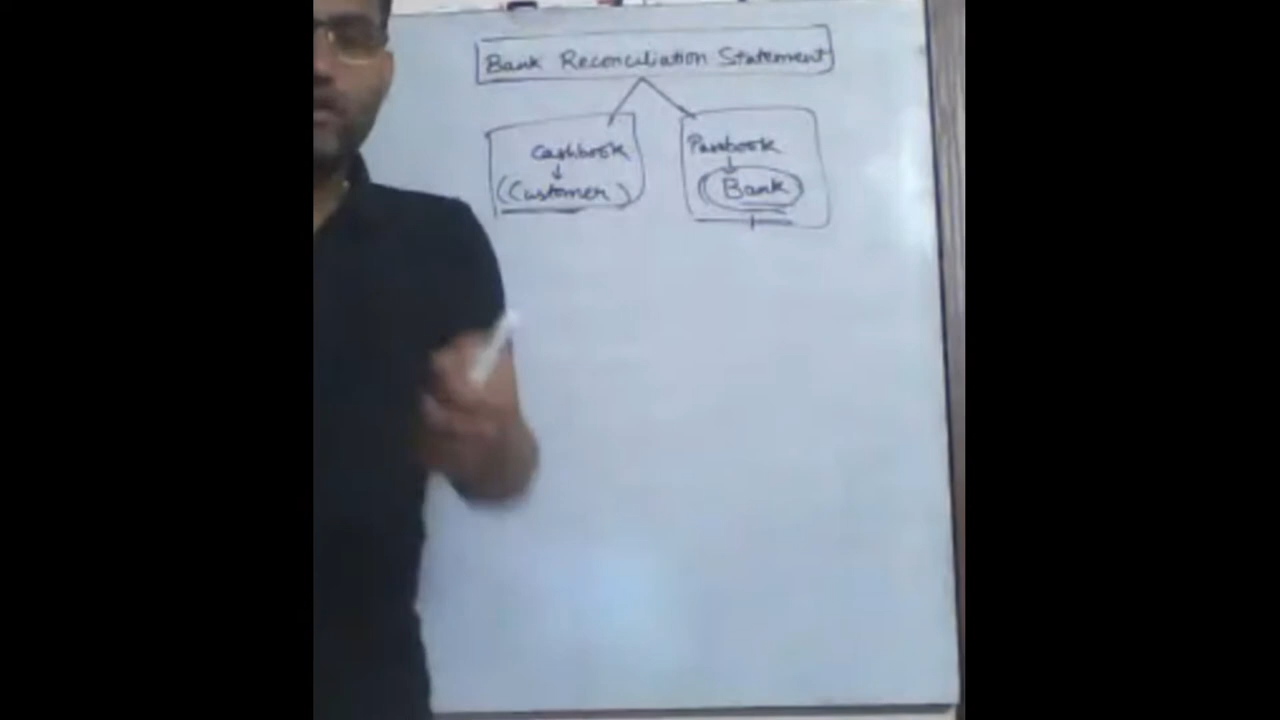 Bank Reconciliation Statement
Cashbook
(Customer)
Passbook
(Bank)